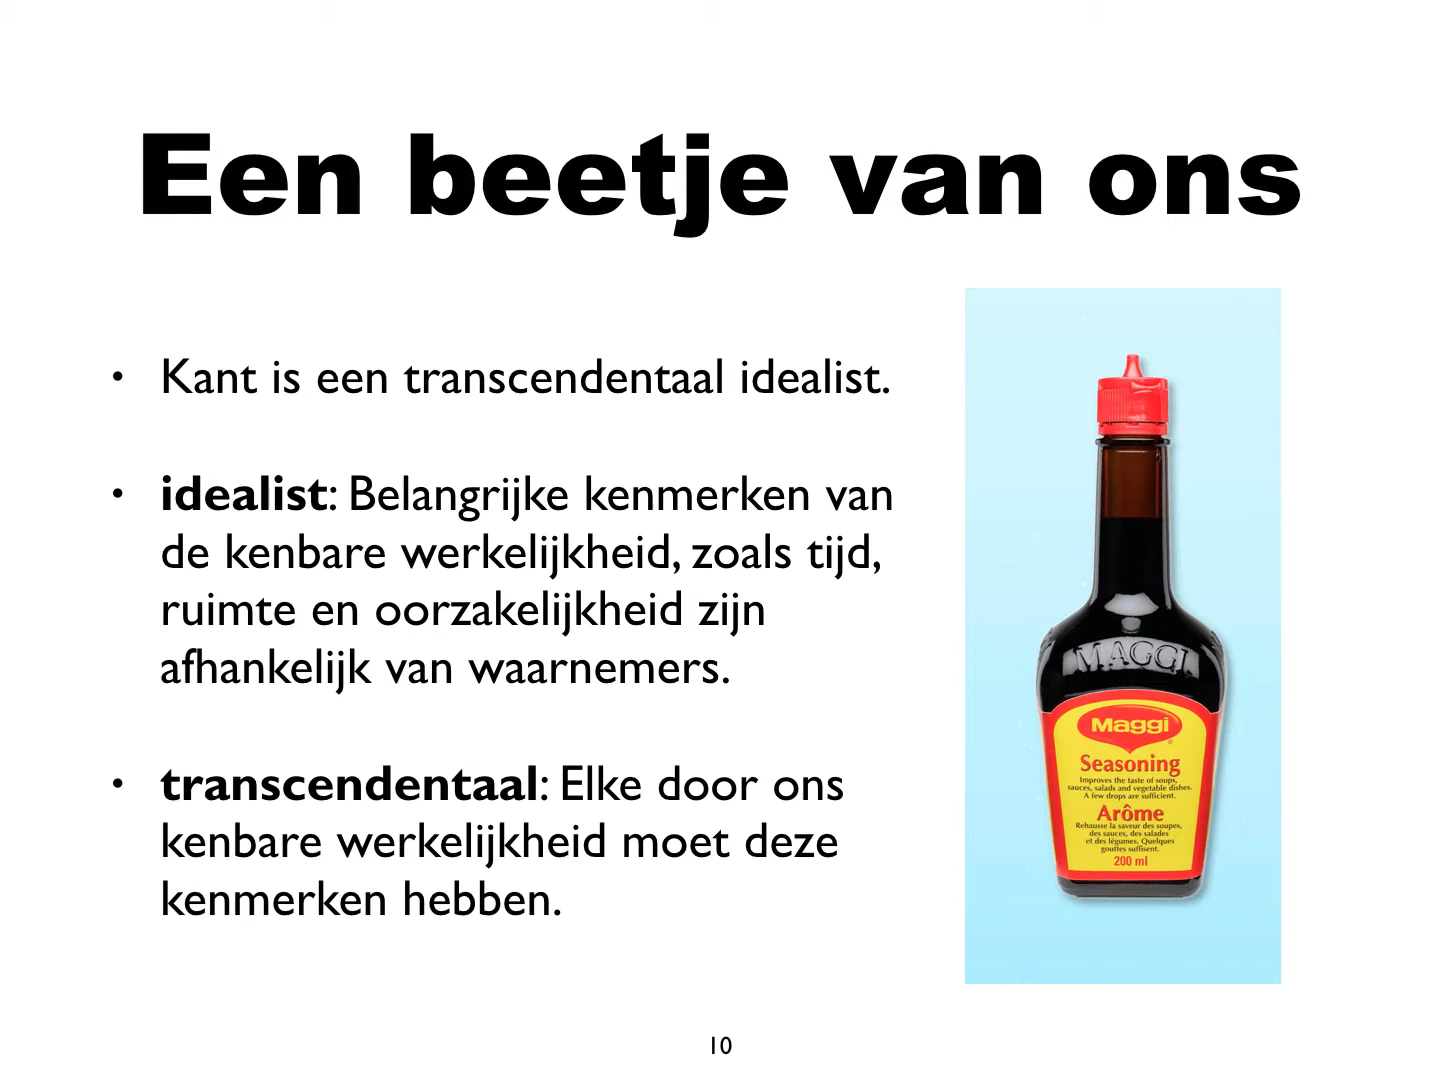 Een beetje van ons
• Kant is een transcendentaal idealist.
• idealist: Belangrijke kenmerken van
de kenbare werkelijkheid, zoals tijd,
ruimte en oorzakelijkheid zijn
afhankelijk van waarnemers.
• transcendentaal: Elke door ons
kenbare werkelijkheid moet deze
kenmerken hebben.
MAGGI
Maggi
®
Seasoning
Improves the taste of soups,
sauces, salads and vegetable dishes.
A few drops are sufficient.
Arôme
Rehausse la saveur des soupes,
des sauces, des salades
et des légumes. Quelques
gouttes suffisent.
200 ml
10